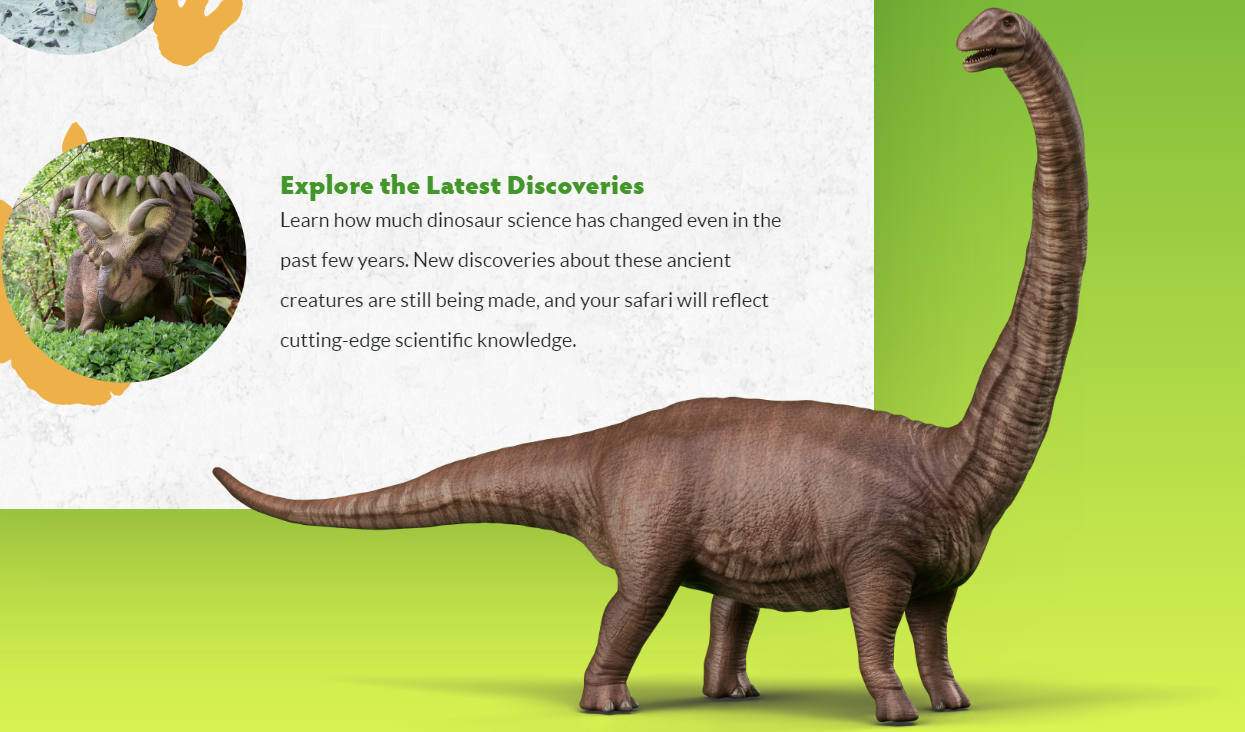 Explore the Latest Discoveries
Learn how much dinosaur science has changed even in the
past few years. New discoveries about these ancient
creatures are still being made, and your safari will reflect
cutting-edge scientific knowledge.